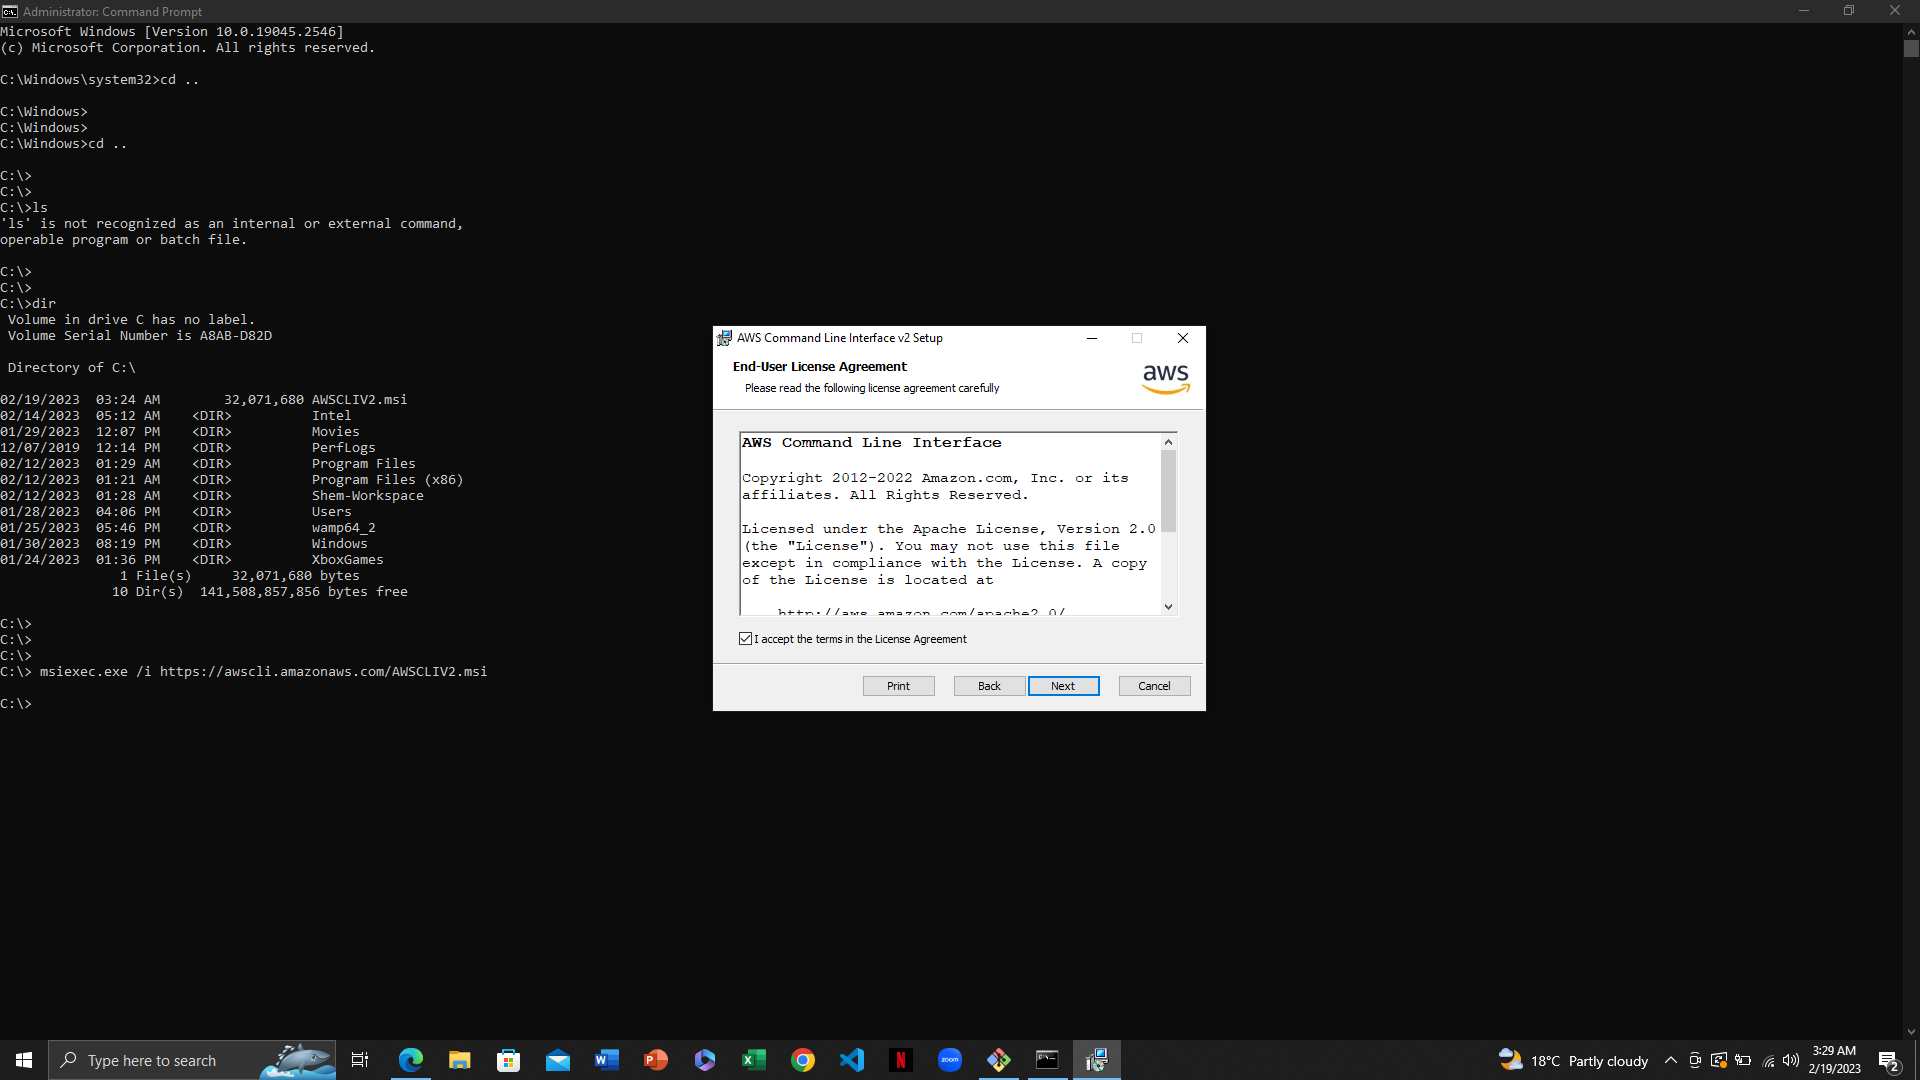 Administrator: Command Prompt
Microsoft Windows [Version 10.0.19045.2546]
(c) Microsoft Corporation. All rights reserved.
C:\Windows\system32>cd ..
C:\Windows>
C:\Windows>
C:\Windows>cd ..
C:\>
C:\>
C:\>ls
'ls' is not recognized as an internal or external command,
operable program or batch file.
C:\>
C:\>
C:\>dir
Volume in drive C has no label.
Volume Serial Number is A8AB-D82D
Directory of C:\
02/19/2023  03:24 AM        32,071,680 AWSCLIV2.msi
02/14/2023  05:12 AM    <DIR>          Intel
01/29/2023  12:07 PM    <DIR>          Movies
12/07/2019  12:14 PM    <DIR>          PerfLogs
02/12/2023  01:29 AM    <DIR>          Program Files
02/12/2023  01:21 AM    <DIR>          Program Files (x86)
02/12/2023  01:28 AM    <DIR>          Shem-Workspace
01/28/2023  04:06 PM    <DIR>          Users
01/25/2023  05:46 PM    <DIR>          wamp64_2
01/30/2023  08:19 PM    <DIR>          Windows
01/24/2023  01:36 PM    <DIR>          XboxGames
1 File(s)     32,071,680 bytes
10 Dir(s)  141,508,857,856 bytes free
C:\>
C:\>
C:\>
C:\> msiexec.exe /i https://awscli.amazonaws.com/AWSCLIV2.msi
C:\>
AWS Command Line Interface v2 Setup
End-User License Agreement
Please read the following license agreement carefully
aws
AWS Command Line Interface
Copyright 2012-2022 Amazon.com, Inc. or its
affiliates. All Rights Reserved.
Licensed under the Apache License, Version 2.0
(the "License"). You may not use this file
except in compliance with the License. A copy
of the License is located at
http://aws.amazon.com/apache2.0/
I accept the terms in the License Agreement
Print Back Next Cancel
Type here to search
zoom
18°C Partly cloudy
3:29 AM
2/19/2023
2